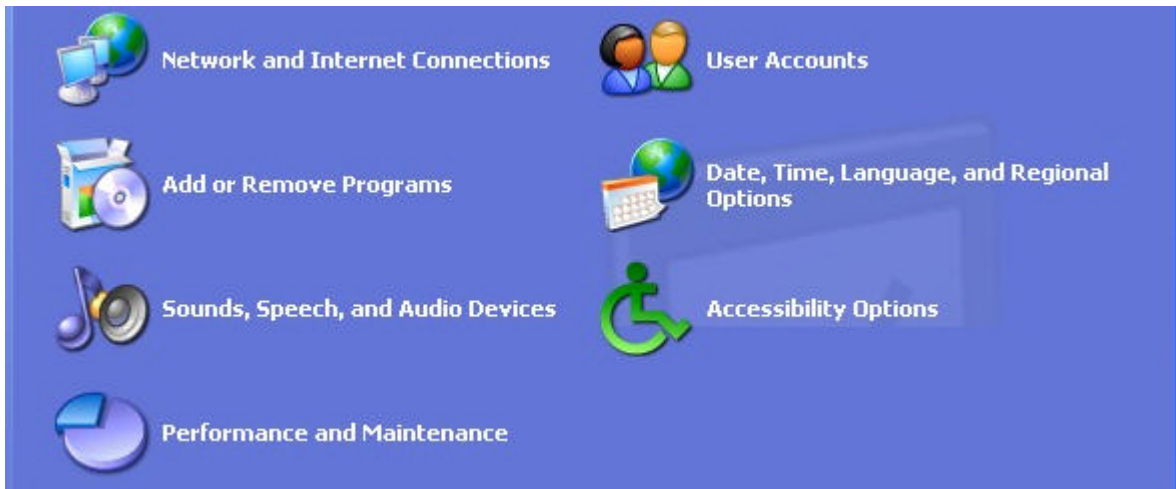 Network and Internet Connections
User Accounts
Add or Remove Programs
Date, Time, Language, and Regional
Options
Sounds, Speech, and Audio Devices
Accessibility Options
Performance and Maintenance